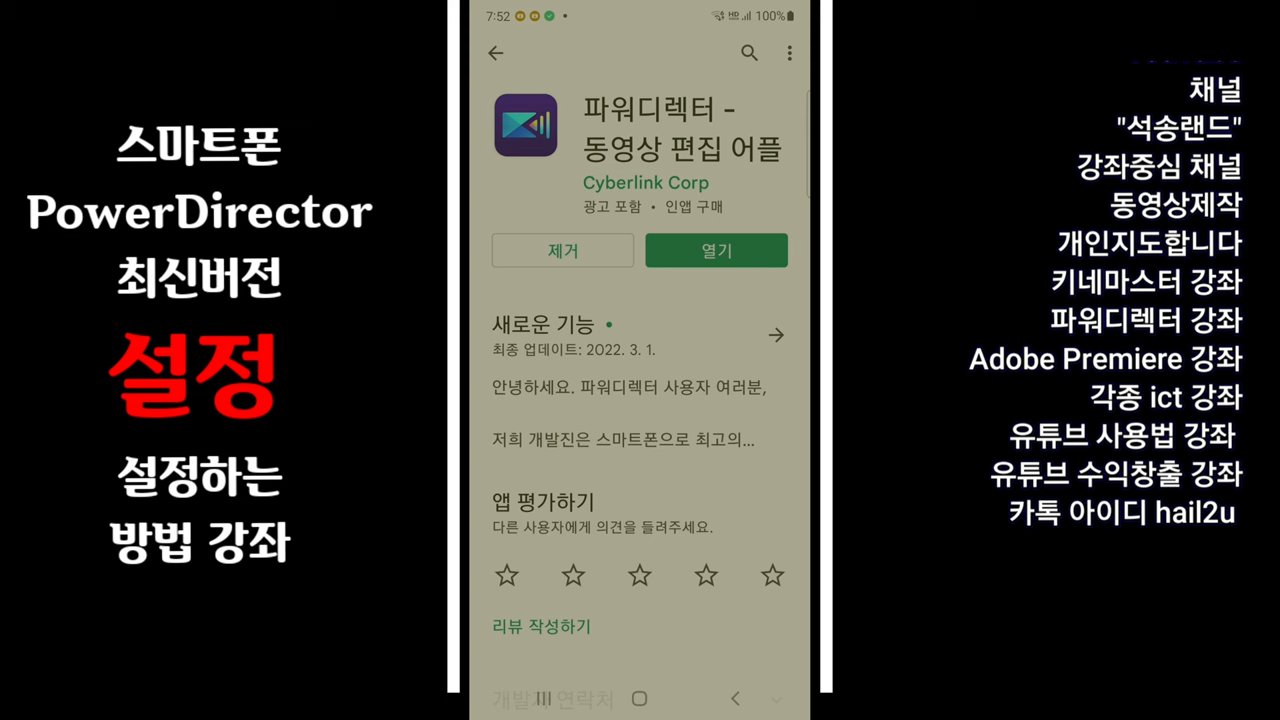 스마트폰
PowerDirector
최신버전
설정
설정하는
방법 강좌
7:52
HD
100%
파워디렉터 -
동영상 편집 어플
Cyberlink Corp
광고 포함 • 인앱 구매
제거
열기
새로운 기능 •
최종 업데이트: 2022. 3. 1.
안녕하세요. 파워디렉터 사용자 여러분,
저희 개발진은 스마트폰으로 최고의...
앱 평가하기
다른 사용자에게 의견을 들려주세요.
리뷰 작성하기
개발자 연락처
채널
"석송랜드"
강좌중심 채널
동영상제작
개인지도합니다
키네마스터 강좌
파워디렉터 강좌
Adobe Premiere 강좌
각종 ict 강좌
유튜브 사용법 강좌
유튜브 수익창출 강좌
카톡 아이디 hail2u